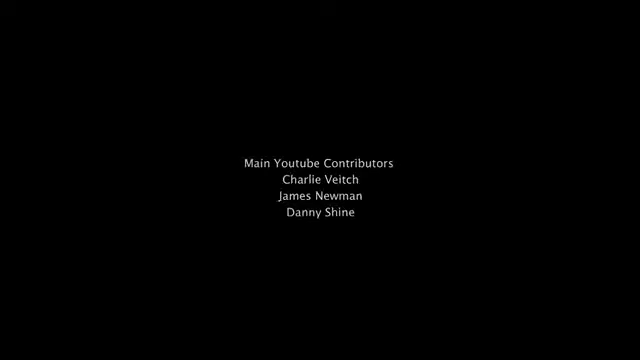 Main Youtube Contributors
Charlie Veitch
James Newman
Danny Shine